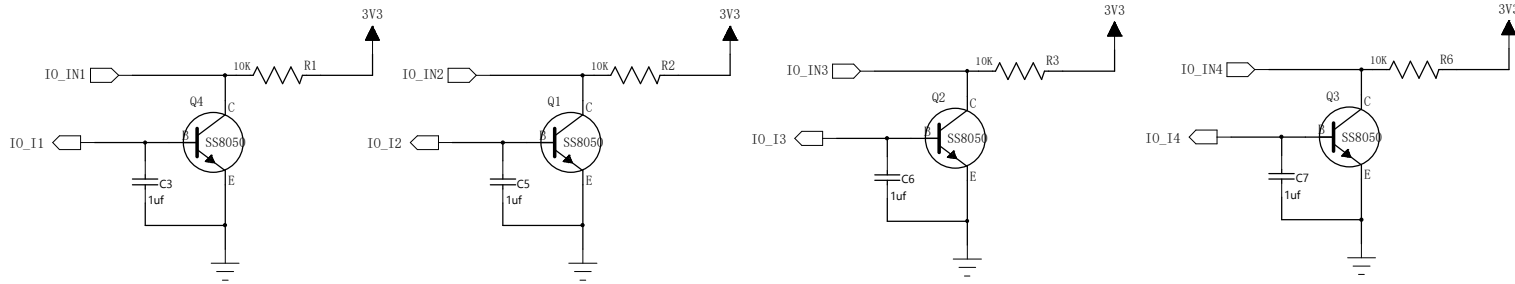 3V3
IO_IN1
10K
R1
Q4
C
IO_I1
B
SS8050
C3
1uf
E
3V3
IO_IN2
10K
R2
Q1
C
IO_I2
B
SS8050
C5
1uf
E
3V3
IO_IN3
10K
R3
Q2
C
IO_I3
B
SS8050
C6
1uf
E
3V3
IO_IN4
10K
R6
Q3
C
IO_I4
B
SS8050
C7
1uf
E